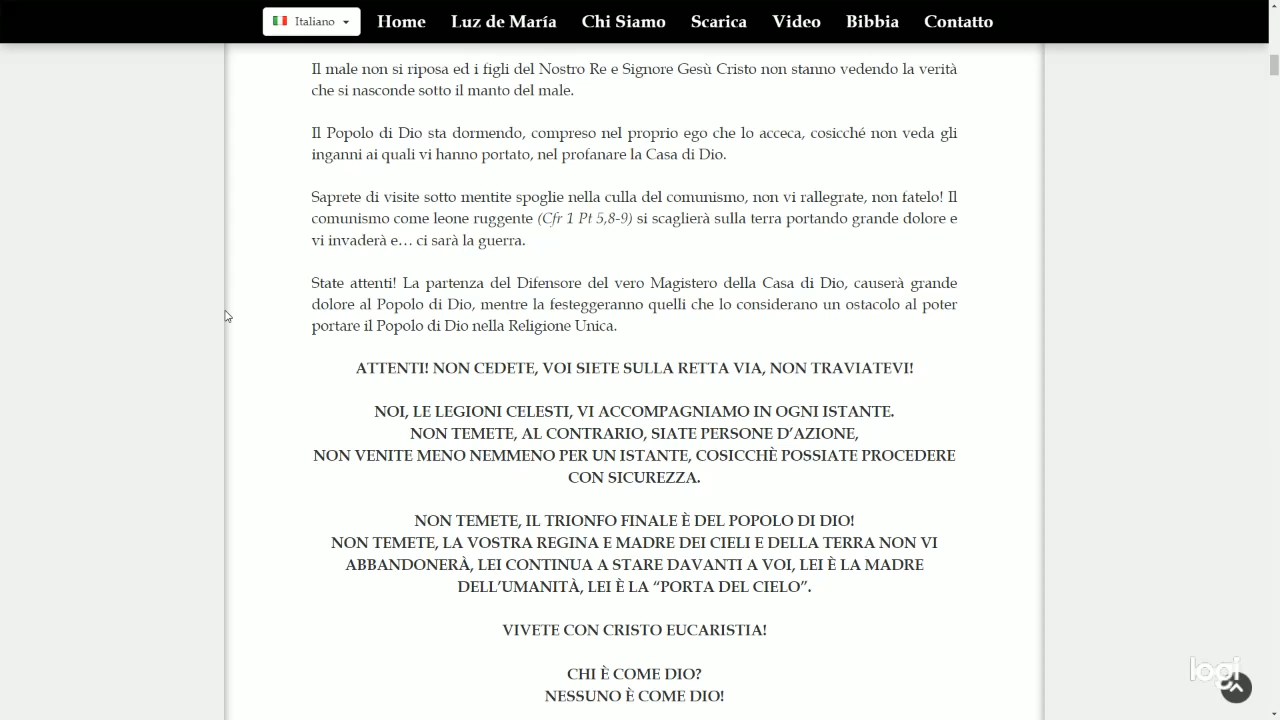 Italiano Home Luz de María Chi Siamo Scarica Video Bibbia Contatto
Il male non si riposa ed i figli del Nostro Re e Signore Gesù Cristo non stanno vedendo la verità
che si nasconde sotto il manto del male.
Il Popolo di Dio sta dormendo, compreso nel proprio ego che lo acceca, cosicché non veda gli
inganni ai quali vi hanno portato, nel profanare la Casa di Dio.
Saprete di visite sotto mentite spoglie nella culla del comunismo, non vi rallegrate, non fatelo! Il
comunismo come leone ruggente (Cfr 1 Pt 5,8-9) si scaglierà sulla terra portando grande dolore e
vi invaderà e… ci sarà la guerra.
State attenti! La partenza del Difensore del vero Magistero della Casa di Dio, causerà grande
dolore al Popolo di Dio, mentre la festeggeranno quelli che lo considerano un ostacolo al poter
portare il Popolo di Dio nella Religione Unica.
ATTENTI! NON CEDETE, VOI SIETE SULLA RETTA VIA, NON TRAVIATEVI!
NOI, LE LEGIONI CELESTI, VI ACCOMPAGNIAMO IN OGNI ISTANTE.
NON TEMETE, AL CONTRARIO, SIATE PERSONE D’AZIONE,
NON VENITE MENO NEMMENO PER UN ISTANTE, COSICCHÈ POSSIATE PROCEDERE
CON SICUREZZA.
NON TEMETE, IL TRIONFO FINALE È DEL POPOLO DI DIO!
NON TEMETE, LA VOSTRA REGINA E MADRE DEI CIELI E DELLA TERRA NON VI
ABBANDONERÀ, LEI CONTINUA A STARE DAVANTI A VOI, LEI È LA MADRE
DELL’UMANITÀ, LEI È LA “PORTA DEL CIELO”.
VIVETE CON CRISTO EUCARISTIA!
CHI È COME DIO?
NESSUNO È COME DIO!
logi